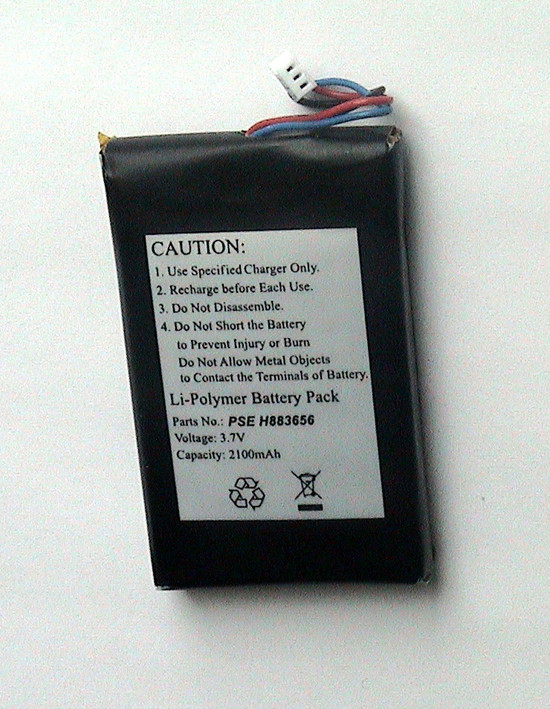 CAUTION:
1. Use Specified Charger Only.
2. Recharge before Each Use.
3. Do Not Disassemble.
4. Do Not Short the Battery
to Prevent Injury or Burn
Do Not Allow Metal Objects
to Contact the Terminals of Battery.
Li-Polymer Battery Pack
Parts No.: PSE H883656
Voltage: 3.7V
Capacity: 2100mAh